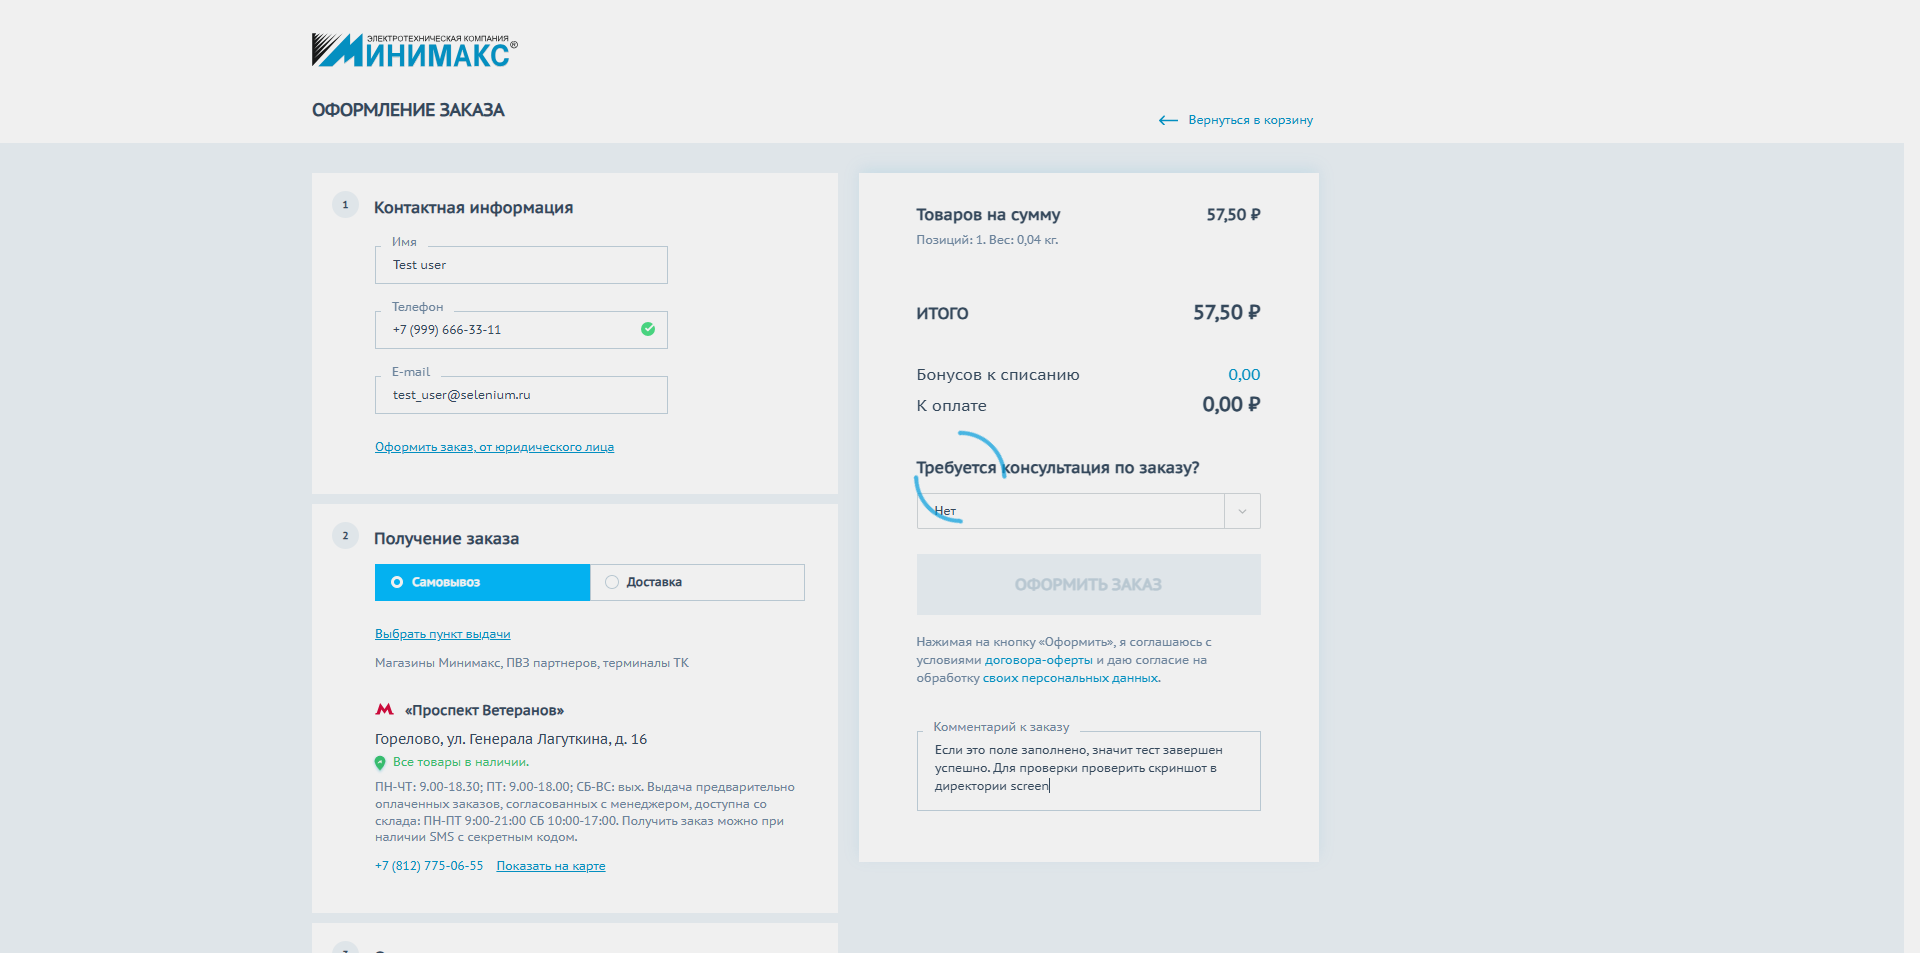 ЭЛЕКТРОТЕХНИЧЕСКАЯ КОМПАНИЯ
МИНИМАКС®
ОФОРМЛЕНИЕ ЗАКАЗА
Вернуться в корзину
1
Контактная информация
Имя
Test user
Телефон
+7 (999) 666-33-11
E-mail
test_user@selenium.ru
Оформить заказ, от юридического лица
2
Получение заказа
Самовывоз
Доставка
Выбрать пункт выдачи
Магазины Минимакс, ПВЗ партнеров, терминалы ТК
«Проспект Ветеранов»
Горелово, ул. Генерала Лагуткина, д. 16
Все товары в наличии.
ПН-ЧТ: 9.00-18.30; ПТ: 9.00-18.00; СБ-ВС: вых. Выдача предварительно
оплаченных заказов, согласованных с менеджером, доступна со
склада: ПН-ПТ 9:00-21:00 СБ 10:00-17:00. Получить заказ можно при
наличии SMS с секретным кодом.
+7 (812) 775-06-55 Показать на карте
Товаров на сумму 57,50 ₽
Позиций: 1. Вес: 0,04 кг.
ИТОГО 57,50 ₽
Бонусов к списанию 0,00
К оплате 0,00 ₽
Требуется консультация по заказу?
Нет
ОФОРМИТЬ ЗАКАЗ
Нажимая на кнопку «Оформить», я соглашаюсь с
условиями договора-оферты и даю согласие на
обработку своих персональных данных.
Комментарий к заказу
Если это поле заполнено, значит тест завершен
успешно. Для проверки проверить скриншот в
директории screen